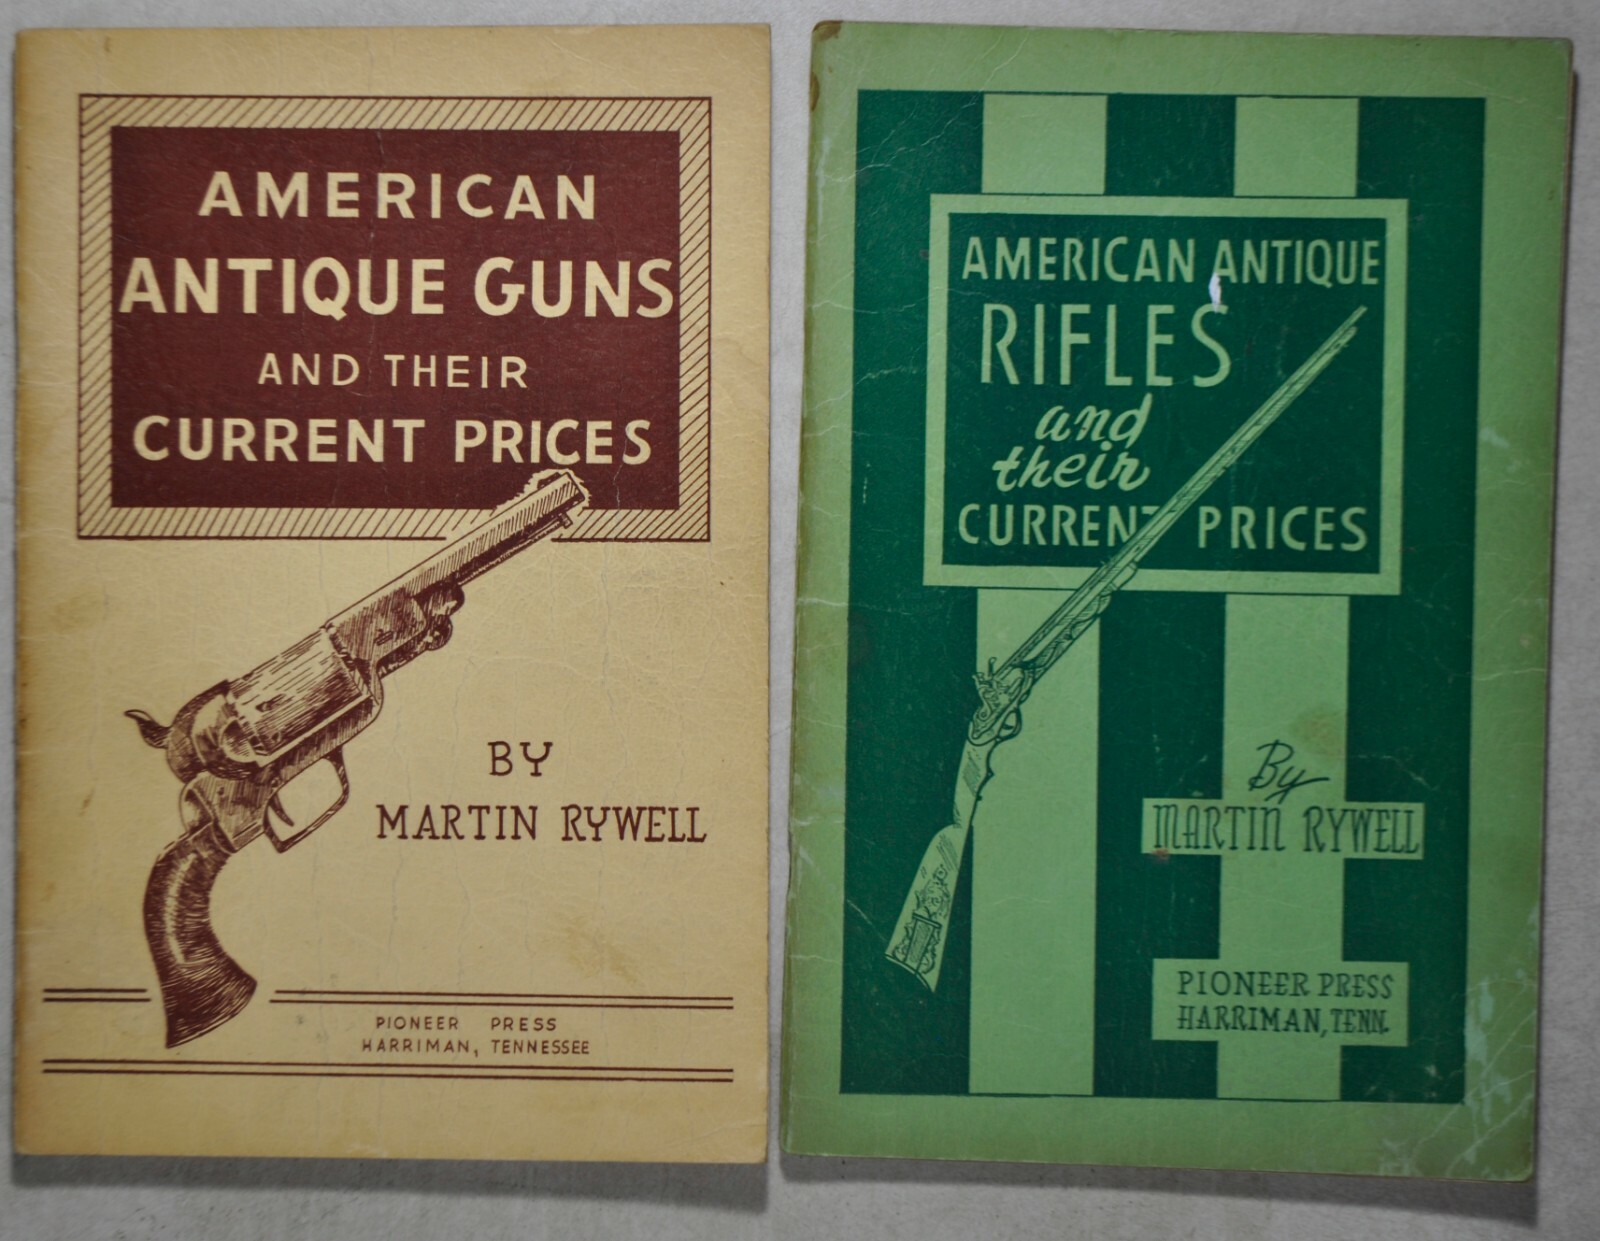 AMERICAN
ANTIQUE GUNS
AND THEIR
CURRENT PRICES
BY
MARTIN RYWELL
PIONEER PRESS
HARRIMAN, TENNESSEE
AMERICAN ANTIQUE
RIFLES
and
their
CURRENT PRICES
By
MARTIN RYWELL
PIONEER PRESS
HARRIMAN, TENN.